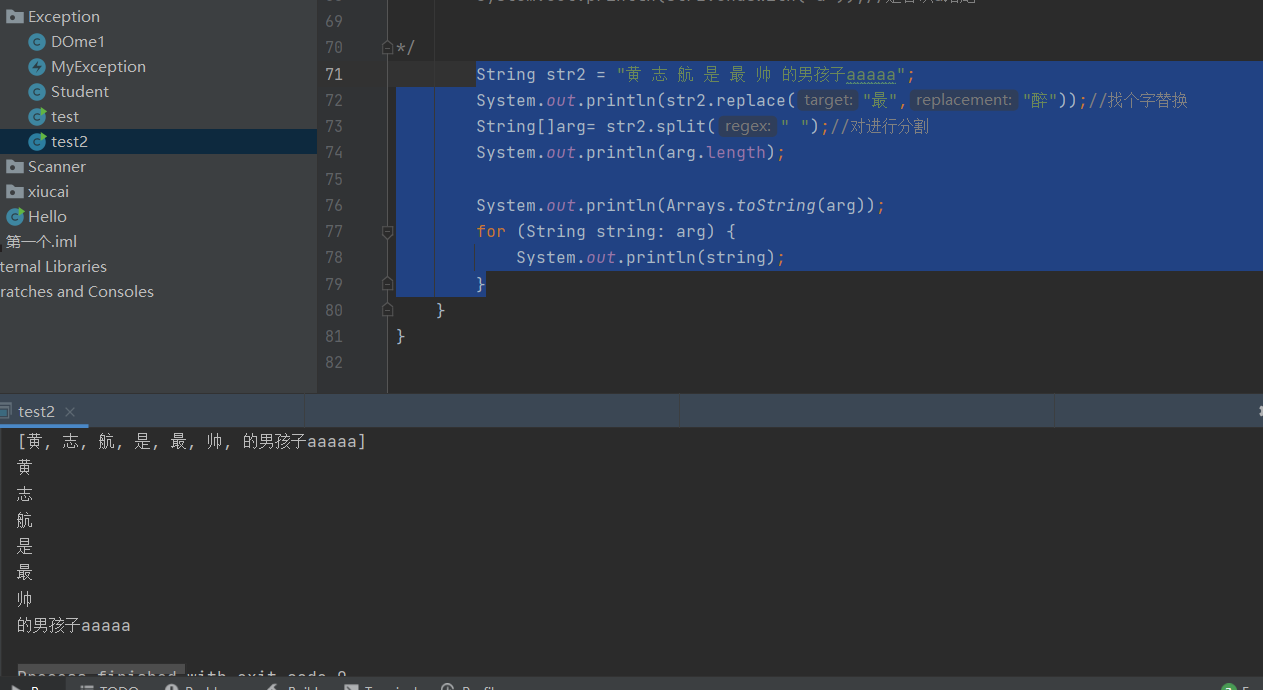 Exception
DOme1
MyException
Student
test
test2
Scanner
xiucai
Hello
第一个.iml
ternal Libraries
ratches and Consoles
69
70 */
71 String str2 = "黄 志 航 是 最 帅 的男孩子aaaaa";
72 System.out.println(str2.replace( target: "最", replacement: "醉"));//找个字替换
73 String[]arg= str2.split( regex: " ");//对进行分割
74 System.out.println(arg.length);
75
76 System.out.println(Arrays.toString(arg));
77 for (String string: arg) {
78 System.out.println(string);
79 }
80 }
81 }
82
test2
[黄, 志, 航, 是, 最, 帅, 的男孩子aaaaa]
黄
志
航
是
最
帅
的男孩子aaaaa
Process finished with exit code 0
TODO